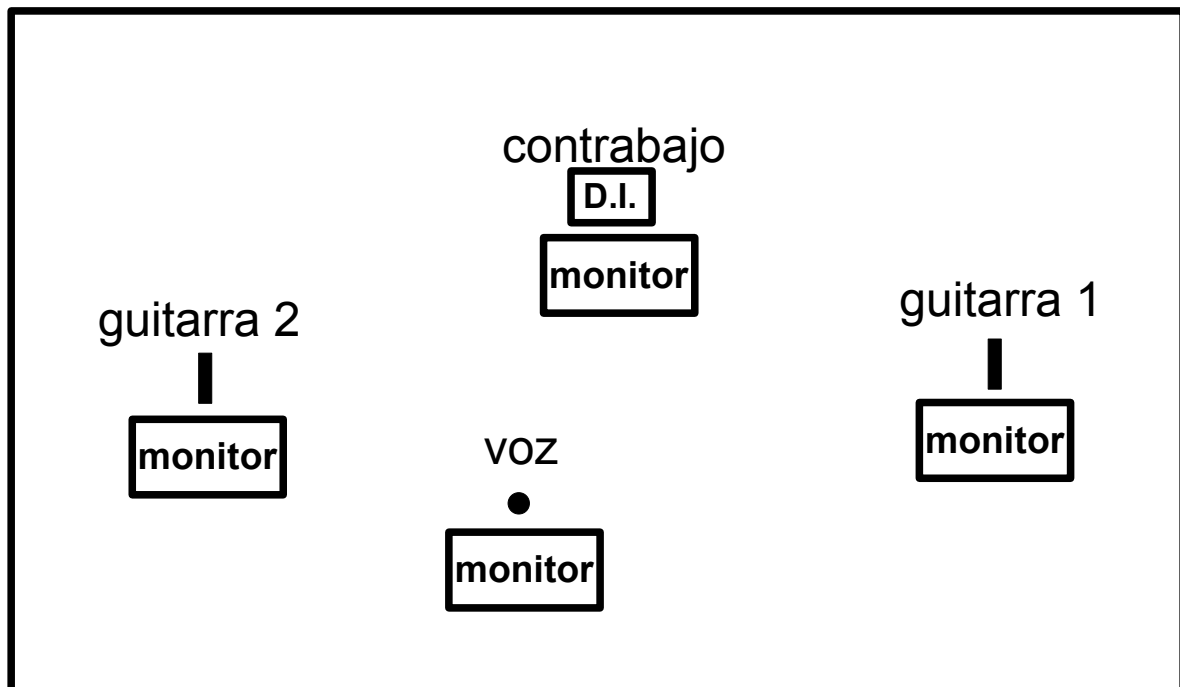 contrabajo
D.I.
monitor
guitarra 2
guitarra 1
monitor
monitor
voz
monitor